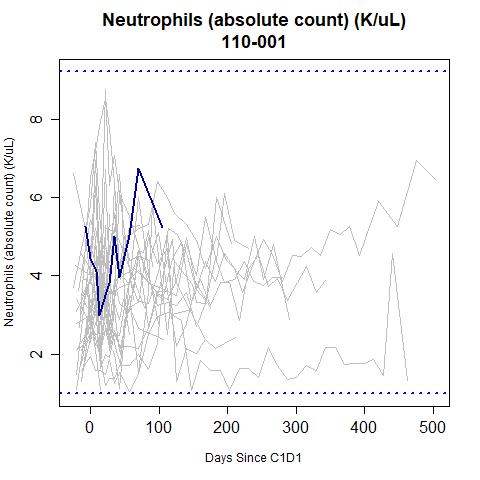 Neutrophils (absolute count) (K/uL)
110-001
Neutrophils (absolute count) (K/uL)
8
6
4
2
0 100 200 300 400 500
Days Since C1D1